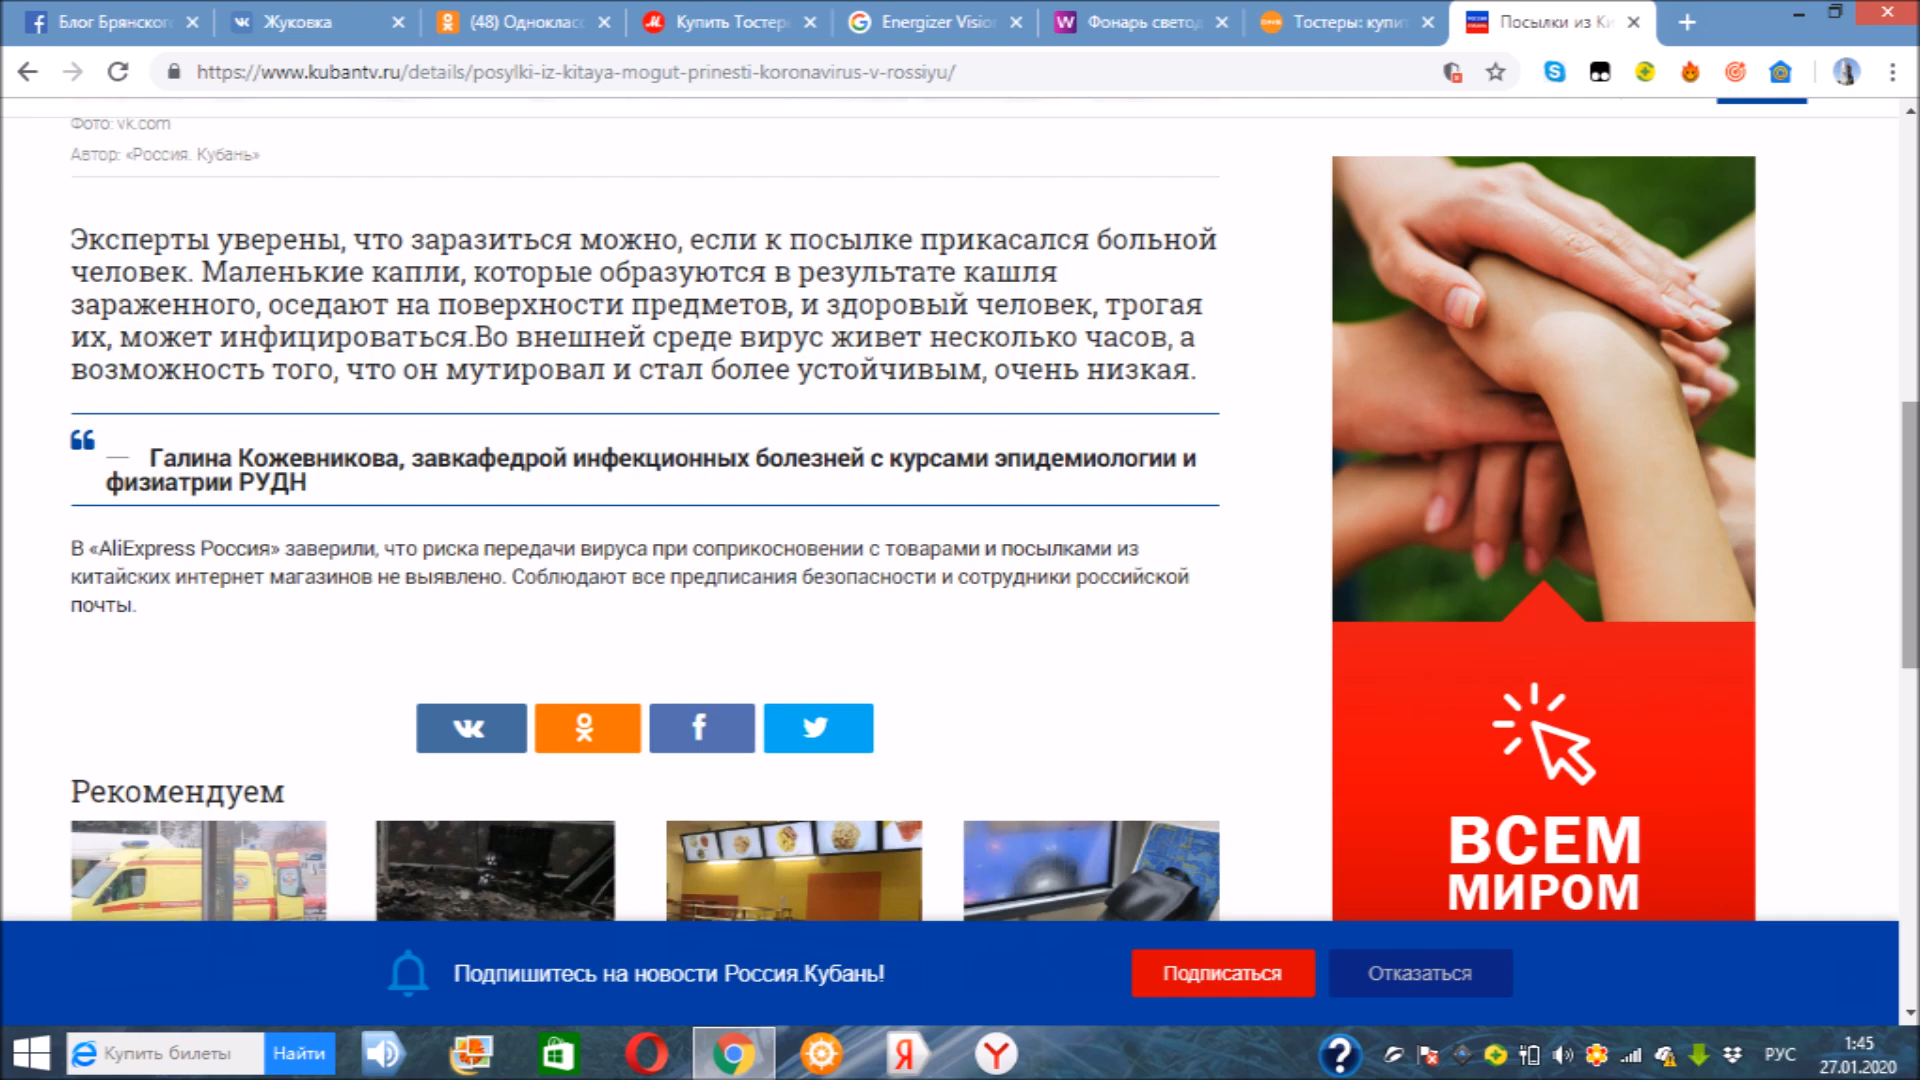 Блог Брянског
Жуковка
(48) Однокласс
Купить Тостер
Energizer Visio
Фонарь светод
Тостеры: купит
Посылки из Ки
https://www.kubantv.ru/details/posylki-iz-kitaya-mogut-prinesti-koronavirus-v-rossiyu/
Фото: vk.com
Автор: «Россия. Кубань»
Эксперты уверены, что заразиться можно, если к посылке прикасался больной
человек. Маленькие капли, которые образуются в результате кашля
зараженного, оседают на поверхности предметов, и здоровый человек, трогая
их, может инфицироваться.Во внешней среде вирус живет несколько часов, а
возможность того, что он мутировал и стал более устойчивым, очень низкая.
— Галина Кожевникова, завкафедрой инфекционных болезней с курсами эпидемиологии и
физиатрии РУДН
В «AliExpress Россия» заверили, что риска передачи вируса при соприкосновении с товарами и посылками из
китайских интернет магазинов не выявлено. Соблюдают все предписания безопасности и сотрудники российской
почты.
Рекомендуем
ВСЕМ
МИРОМ
Подпишитесь на новости Россия.Кубань!
Подписаться
Отказаться
Купить билеты
Найти
РУС
1:45
27.01.2020